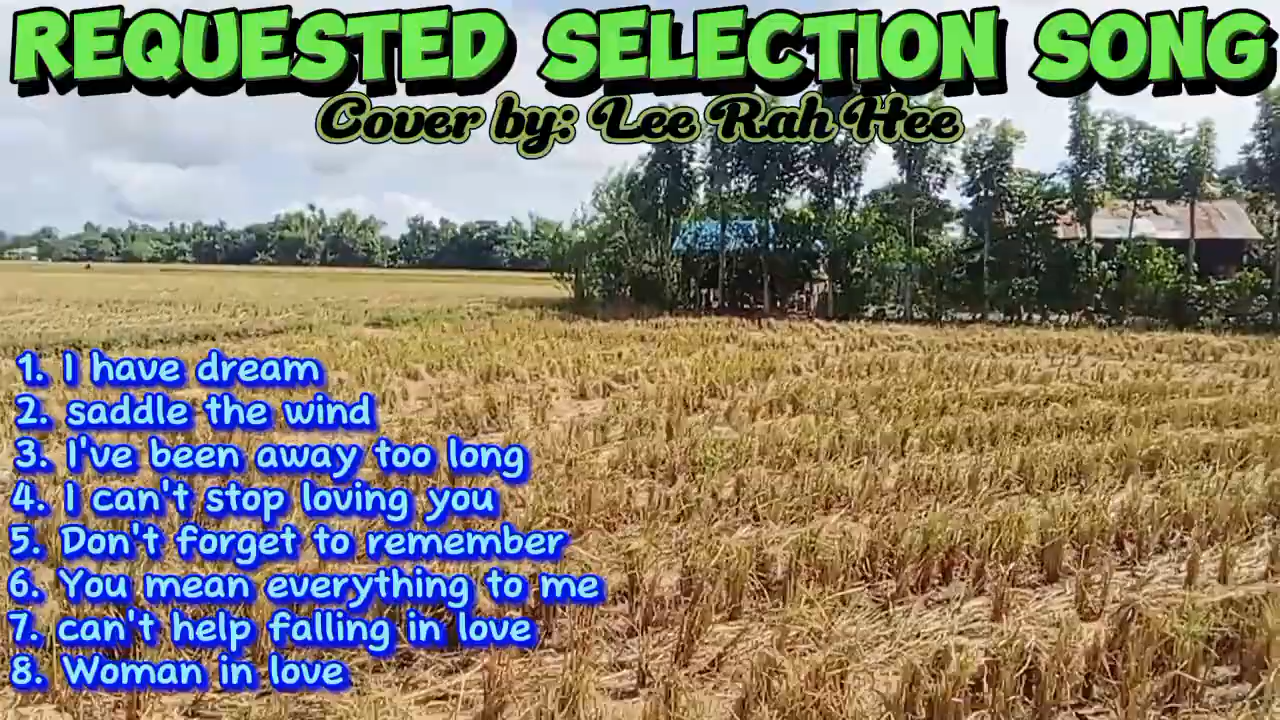 REQUESTED SELECTION SONG
Cover by: Lee Rah Hee
1. I have dream
2. saddle the wind
3. I've been away too long
4. I can't stop loving you
5. Don't forget to remember
6. You mean everything to me
7. can't help falling in love
8. Woman in love